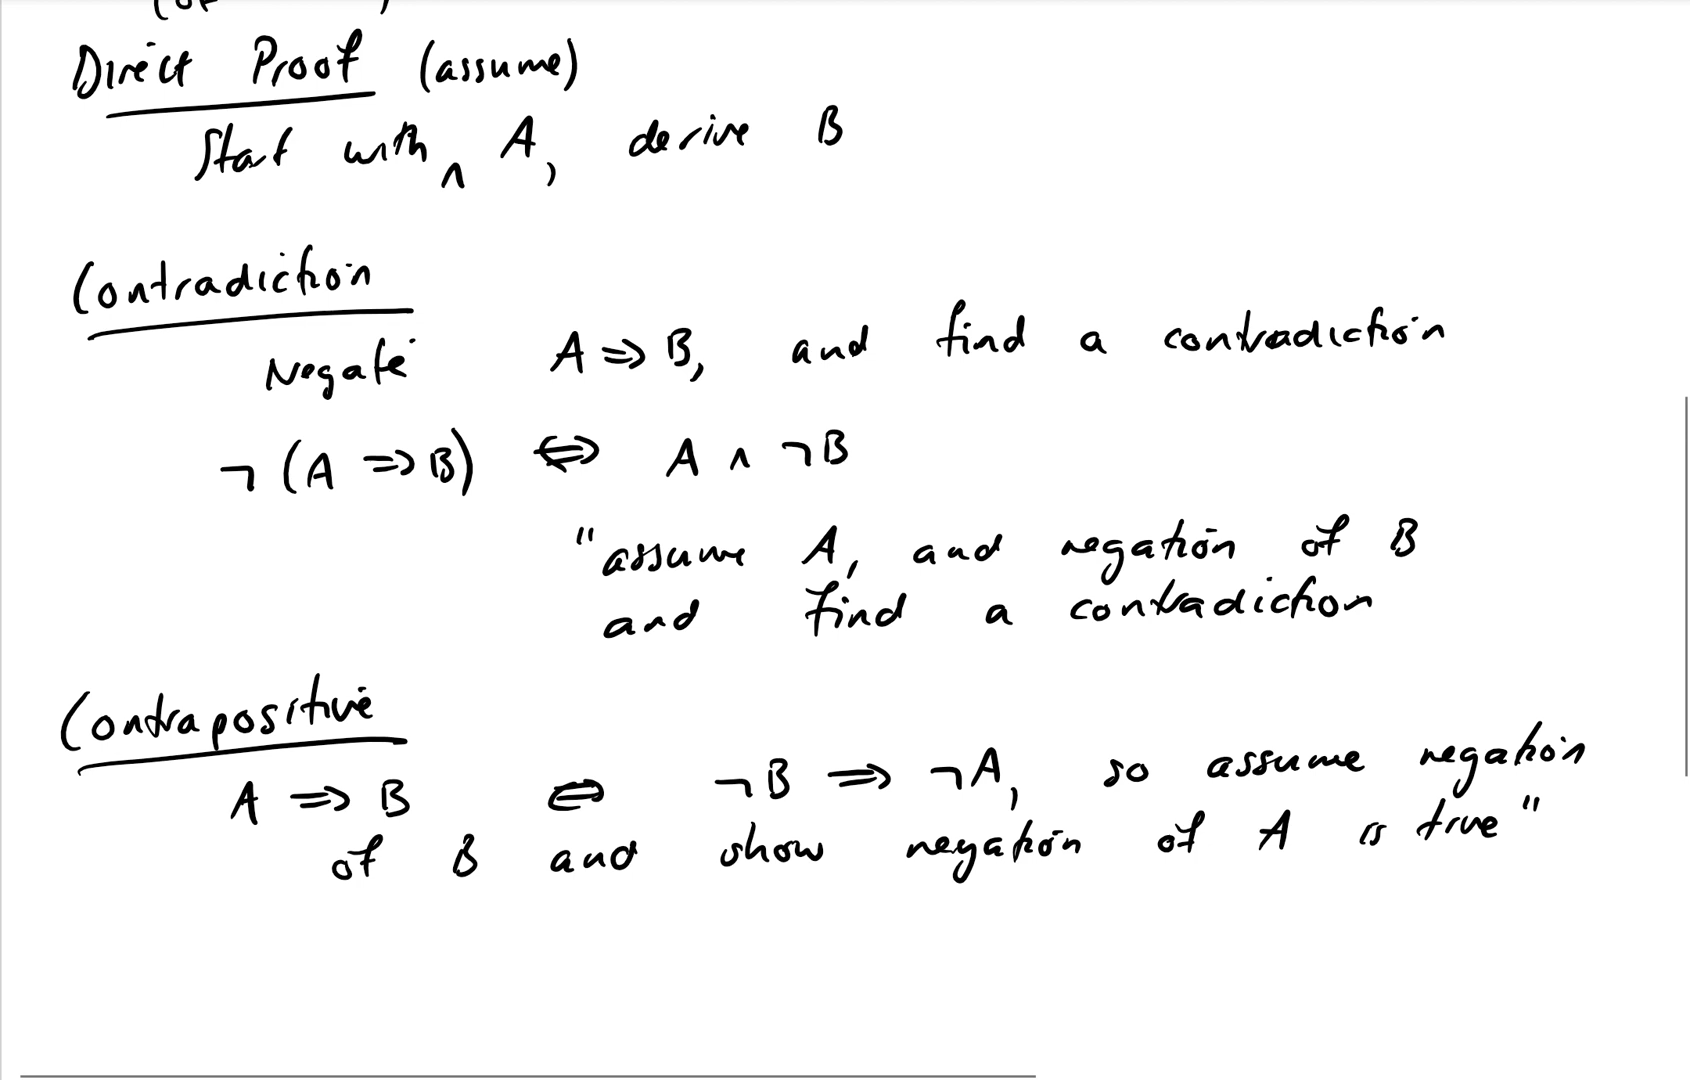 Direct Proof (assume)
Start with ^ A, derive B
Contradiction
Negate A ⇒ B, and find a contradiction
¬ (A ⇒ B) ⇔ A ∧ ¬B
"assume A, and negation of B
and find a contradiction
Contrapositive
A ⇒ B ⇔ ¬B ⇒ ¬A, so assume negation
of B and show negation of A is true"